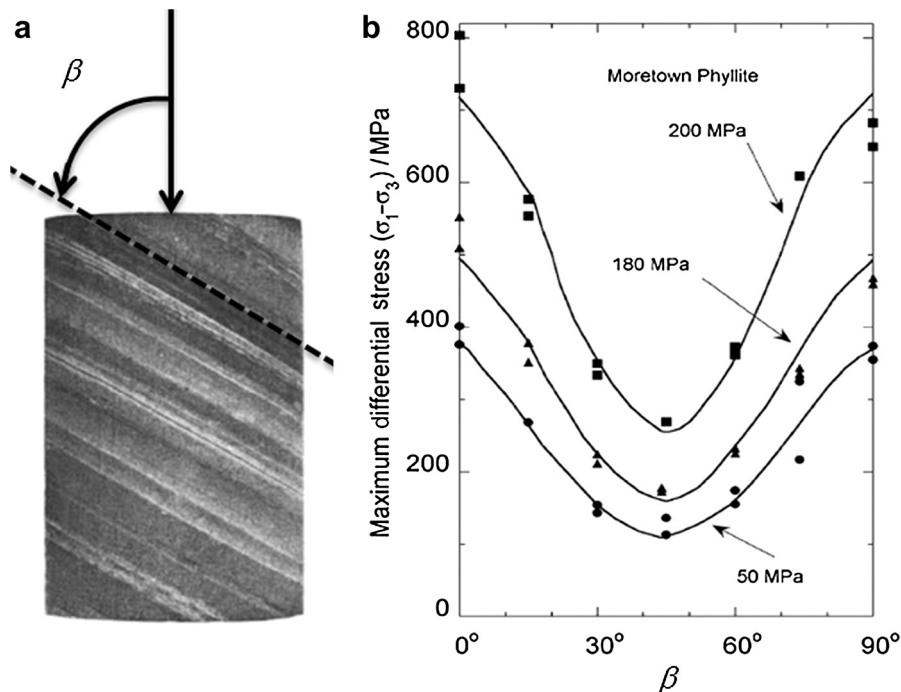 a
β
b
Maximum differential stress (σ₁-σ₃) / MPa
800
600
400
200
0
Moretown Phyllite
200 MPa
180 MPa
50 MPa
0° 30° 60° 90°
β